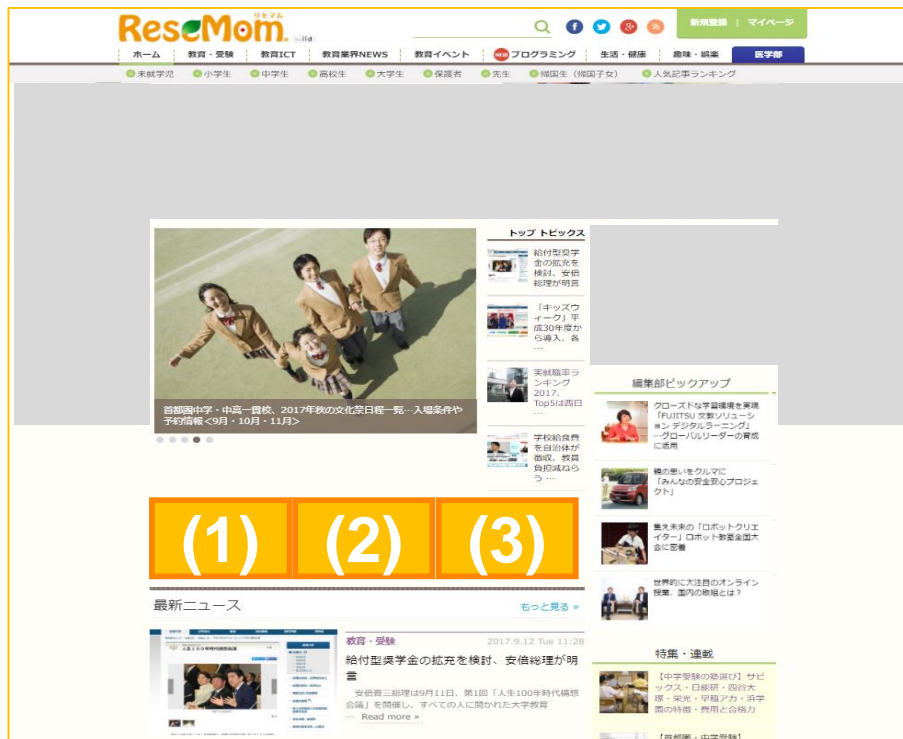 リセマム
ReseMom.
新規登録 | マイページ
ホーム 教育・受験 教育ICT 教育業界NEWS 教育イベント NEW プログラミング 生活・健康 趣味・娯楽 医学部
未就学児 小学生 中学生 高校生 大学生 保護者 先生 帰国生（帰国子女） 人気記事ランキング
トップ トピックス
給付型奨学
金の拡充を
検討、安倍
総理が明言
「キッズウ
ィーク」平
成30年度か
ら導入、各
…
実就職率ラ
ンキング
2017、
Top5は西日
…
学校給食費
を自治体が
徴収、教員
負担減ねら
う …
首都圏中学・中高一貫校、2017年秋の文化祭日程一覧…入場条件や
予約情報<9月・10月・11月>
編集部ピックアップ
クローズドな学習環境を実現
「FUJITSU 文教ソリューシ
ョン デジタルラーニング」
…グローバルリーダーの育成
に活用
親の思いをクルマに
「みんなの安全安心プロジェ
クト」
集え未来の「ロボットクリエ
イター」ロボット教室全国大
会に密着
世界的に大注目のオンライン
授業、国内の取組とは？
(1) (2) (3)
最新ニュース
もっと見る »
教育・受験 2017.9.12 Tue 11:28
給付型奨学金の拡充を検討、安倍総理が明
言
安倍晋三総理は9月11日、第1回「人生100年時代構想
会議」を開催し、すべての人に開かれた大学教育
… Read more »
特集・連載
【中学受験の塾選び】サピ
ックス・日能研・四谷大
塚・栄光・早稲アカ・浜学
園の特徴・費用と合格力
【首都圏・中学受験】